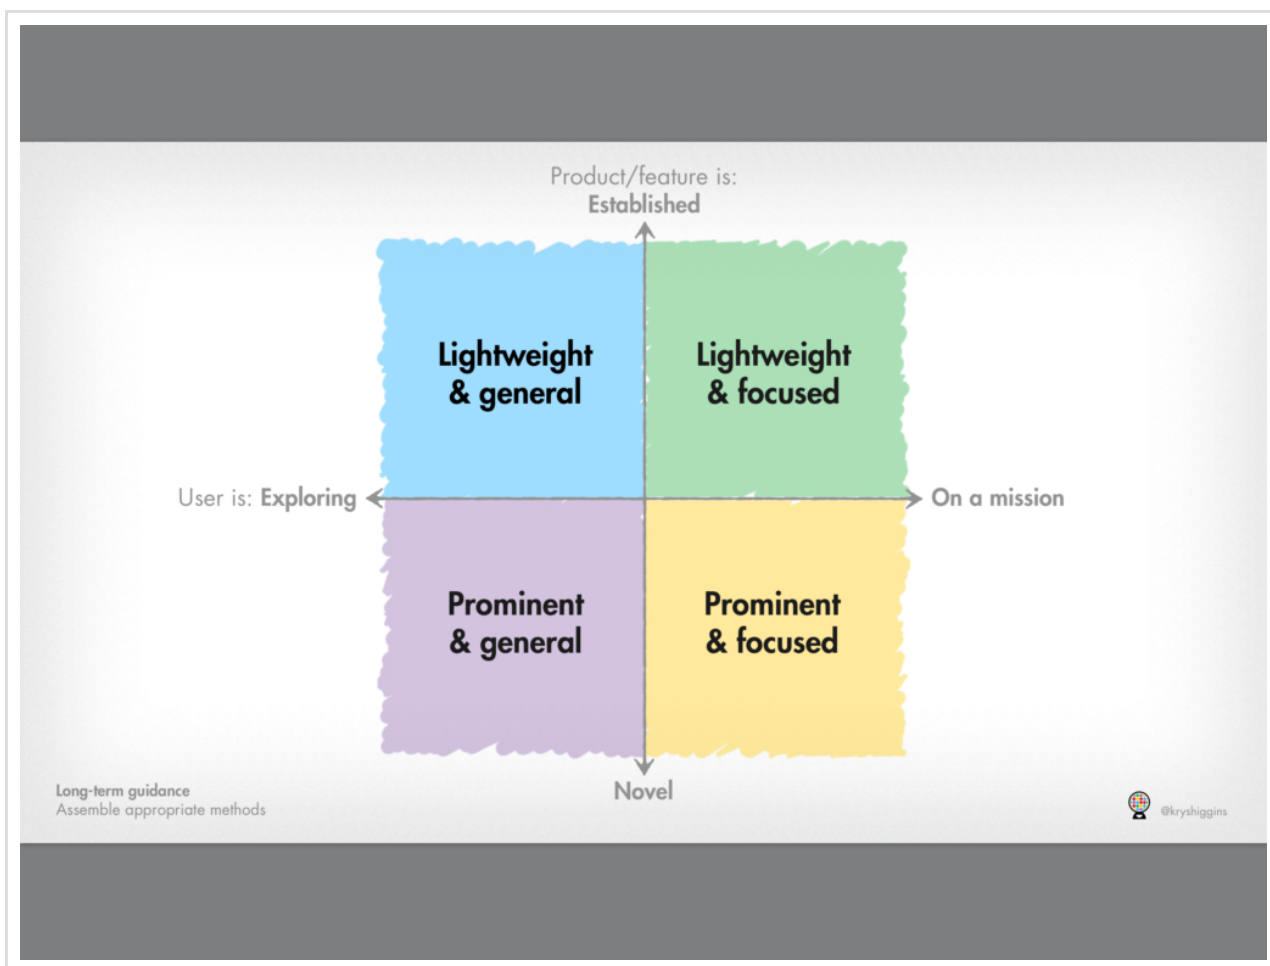 Product/feature is:
Established
Lightweight
& general
Lightweight
& focused
User is: Exploring
On a mission
Prominent
& general
Prominent
& focused
Novel
Long-term guidance
Assemble appropriate methods
@kryshiggins